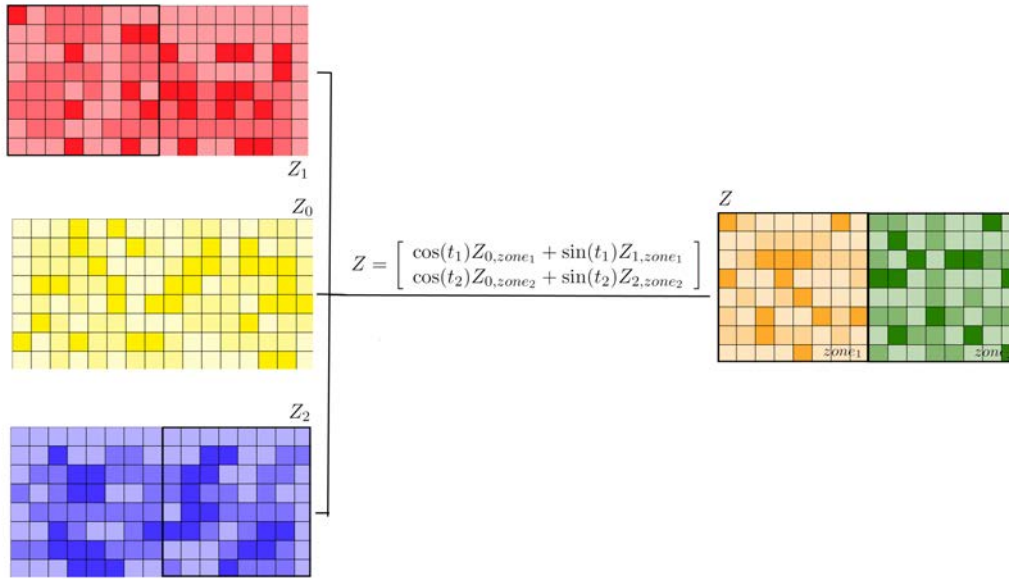 Z₁
Z₀
Z
Z = [ cos(t₁)Z₀,zone₁ + sin(t₁)Z₁,zone₁
cos(t₂)Z₀,zone₂ + sin(t₂)Z₂,zone₂ ]
zone₁ zone
Z₂